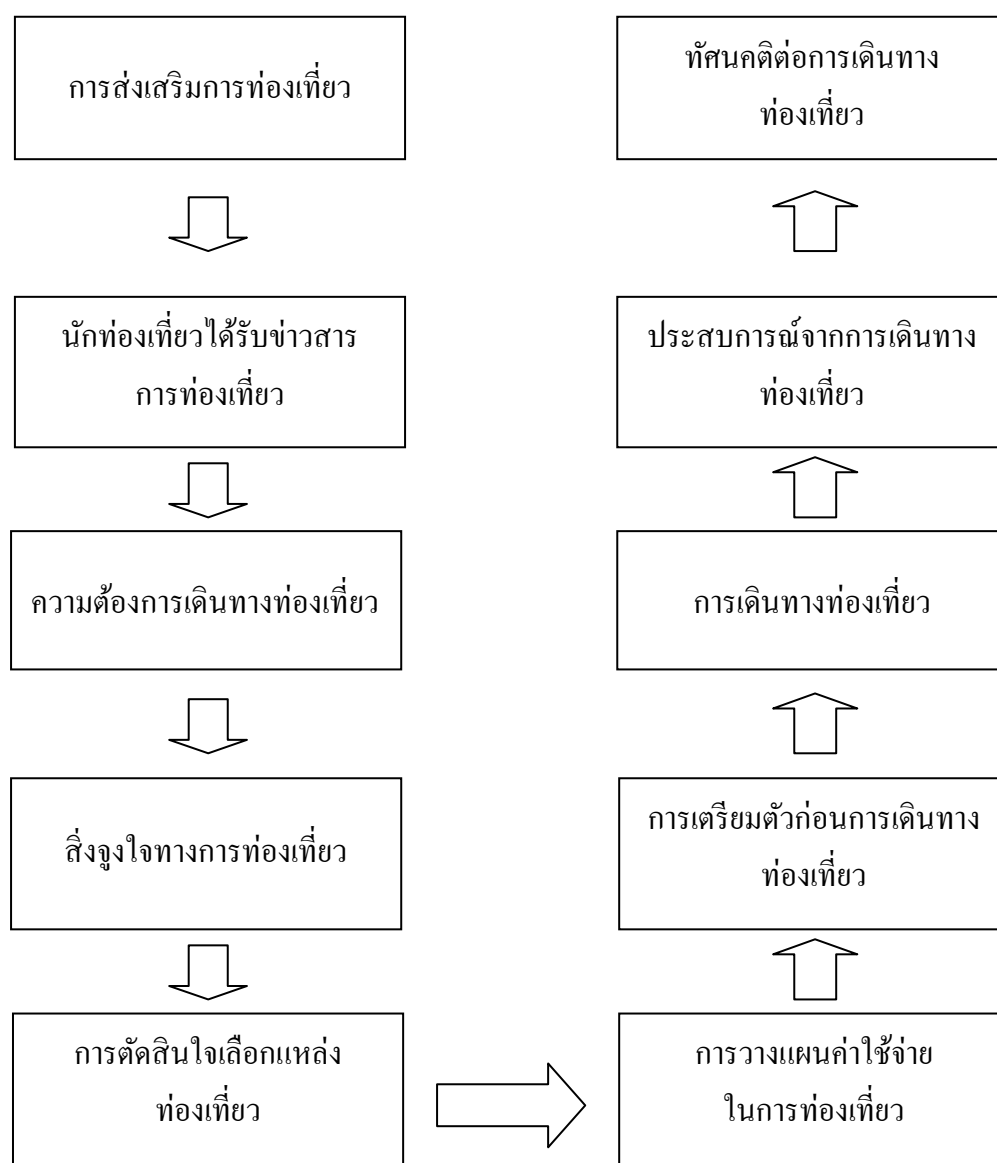 การส่งเสริมการท่องเที่ยว
นักท่องเที่ยวได้รับข่าวสาร
การท่องเที่ยว
ความต้องการเดินทางท่องเที่ยว
สิ่งจูงใจทางการท่องเที่ยว
การตัดสินใจเลือกแหล่ง
ท่องเที่ยว
การวางแผนค่าใช้จ่าย
ในการท่องเที่ยว
การเตรียมตัวก่อนการเดินทาง
ท่องเที่ยว
การเดินทางท่องเที่ยว
ประสบการณ์จากการเดินทาง
ท่องเที่ยว
ทัศนคติต่อการเดินทาง
ท่องเที่ยว